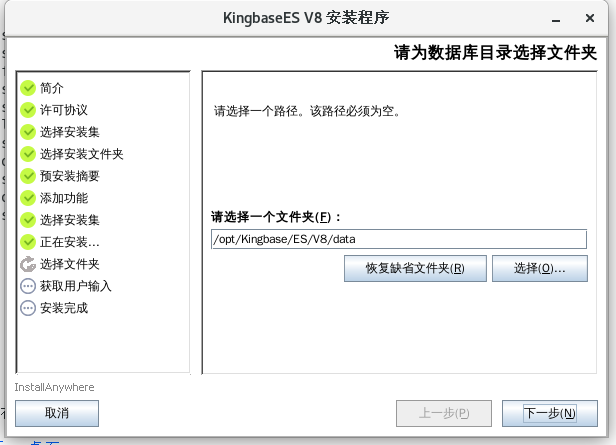 KingbaseES V8 安装程序
请为数据库目录选择文件夹
简介
许可协议
选择安装集
选择安装文件夹
预安装摘要
添加功能
选择安装集
正在安装...
选择文件夹
获取用户输入
安装完成
请选择一个路径。该路径必须为空。
请选择一个文件夹(F)：
/opt/Kingbase/ES/V8/data
恢复缺省文件夹(R)
选择(O)...
InstallAnywhere
取消
上一步(P)
下一步(N)